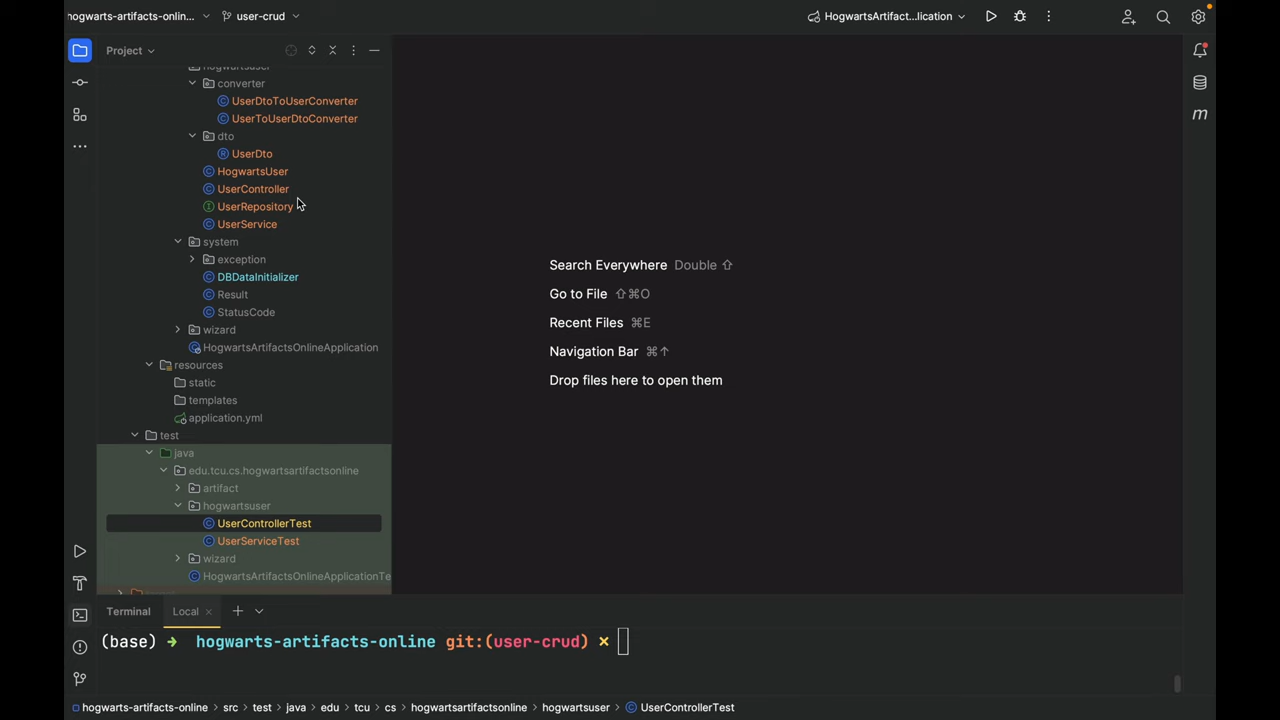 hogwarts-artifacts-onlin...
user-crud
HogwartsArtifact...lication
Project
hogwartsuser
converter
UserDtoToUserConverter
UserToUserDtoConverter
dto
UserDto
HogwartsUser
UserController
UserRepository
UserService
system
exception
DBDataInitializer
Result
StatusCode
wizard
HogwartsArtifactsOnlineApplication
resources
static
templates
application.yml
test
java
edu.tcu.cs.hogwartsartifactsonline
artifact
hogwartsuser
UserControllerTest
UserServiceTest
wizard
HogwartsArtifactsOnlineApplicationTe
Search Everywhere Double ⇧
Go to File ⇧⌘O
Recent Files ⌘E
Navigation Bar ⌘↑
Drop files here to open them
Terminal Local × +
(base) ➔ hogwarts-artifacts-online git:(user-crud) ×
hogwarts-artifacts-online > src > test > java > edu > tcu > cs > hogwartsartifactsonline > hogwartsuser > UserControllerTest